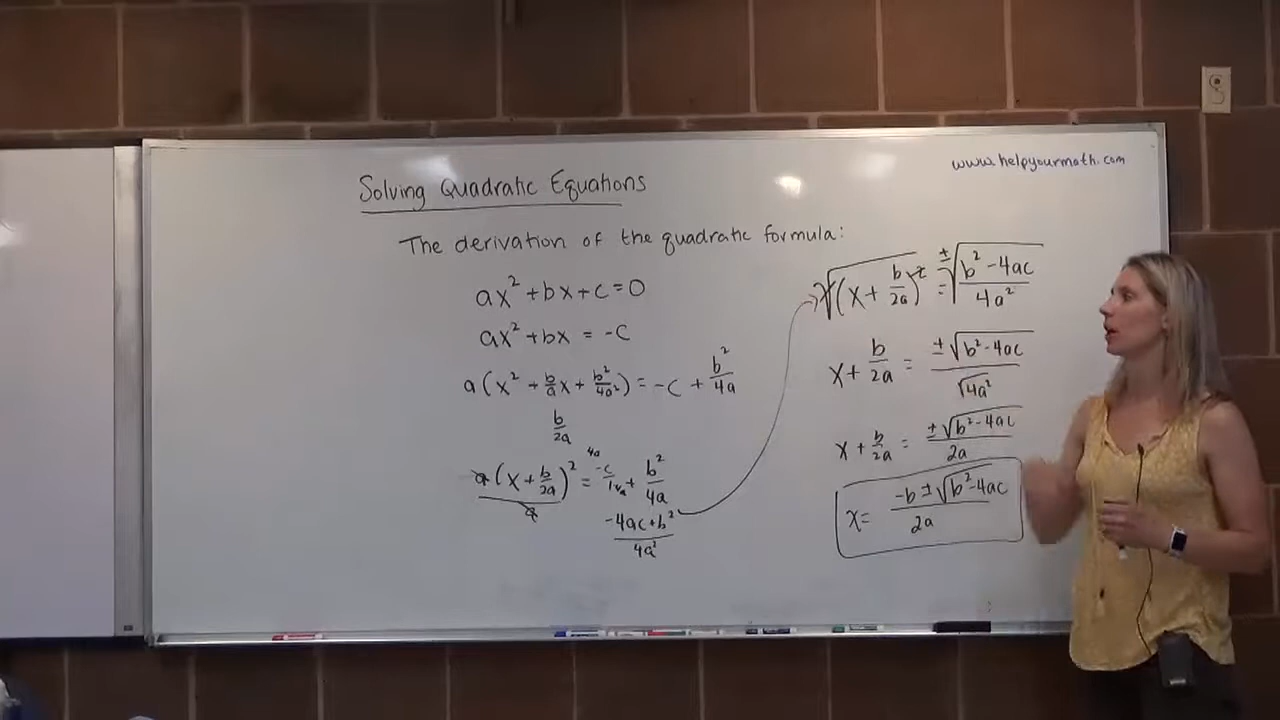 www.helpyourmath.com
Solving Quadratic Equations
The derivation of the quadratic formula:
ax² + bx + c = 0
ax² + bx = -c
a(x² + b/a x + b²/4a²) = -c + b²/4a
b/2a
a(x + b/2a)² / a = -c/1 + b²/4a
4a
-4ac+b² / 4a²
√(x + b/2a)² = ±√(b²-4ac / 4a²)
x + b/2a = ±√b²-4ac / √4a²
x + b/2a = ±√b²-4ac / 2a
x = -b ± √b²-4ac / 2a